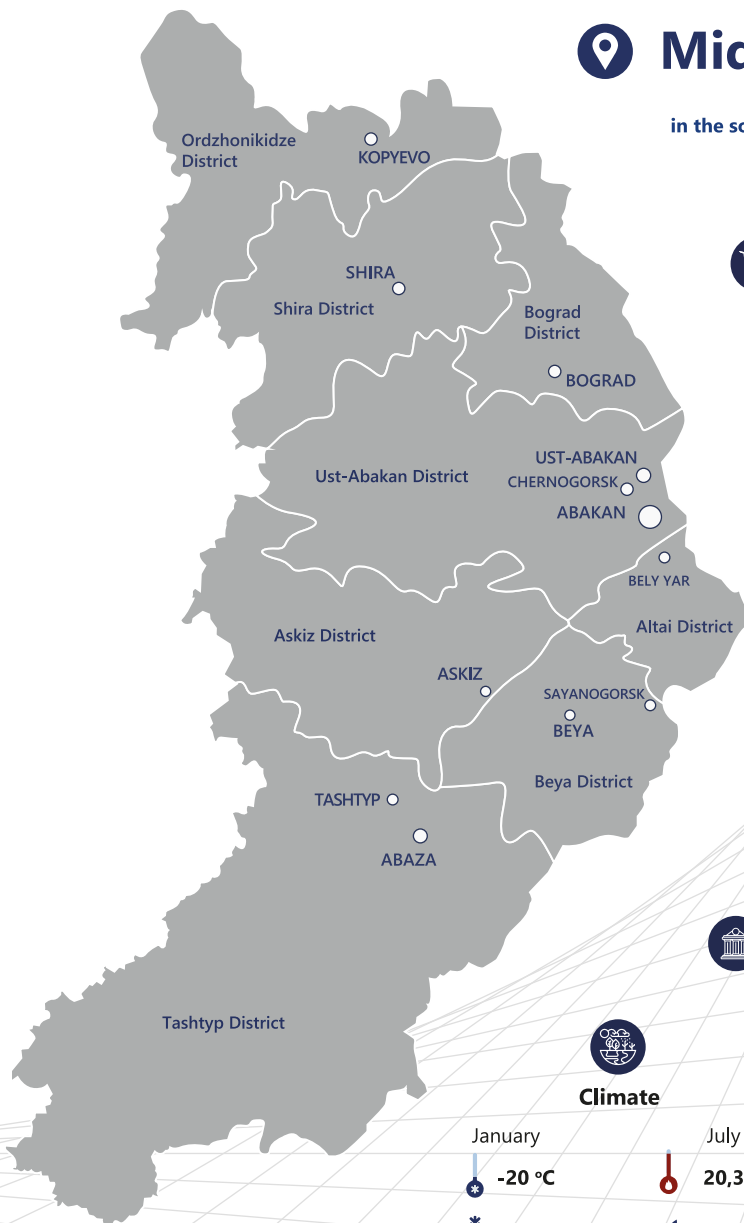 Mid
in the so
Ordzhonikidze
District
KOPYEVO
SHIRA
Shira District
Bograd
District
BOGRAD
Ust-Abakan District
UST-ABAKAN
CHERNOGORSK
ABAKAN
BELY YAR
Altai District
Askiz District
ASKIZ
SAYANOGORSK
BEYA
Beya District
TASHTYP
ABAZA
Tashtyp District
Climate
January
July
-20 ºC
20,3